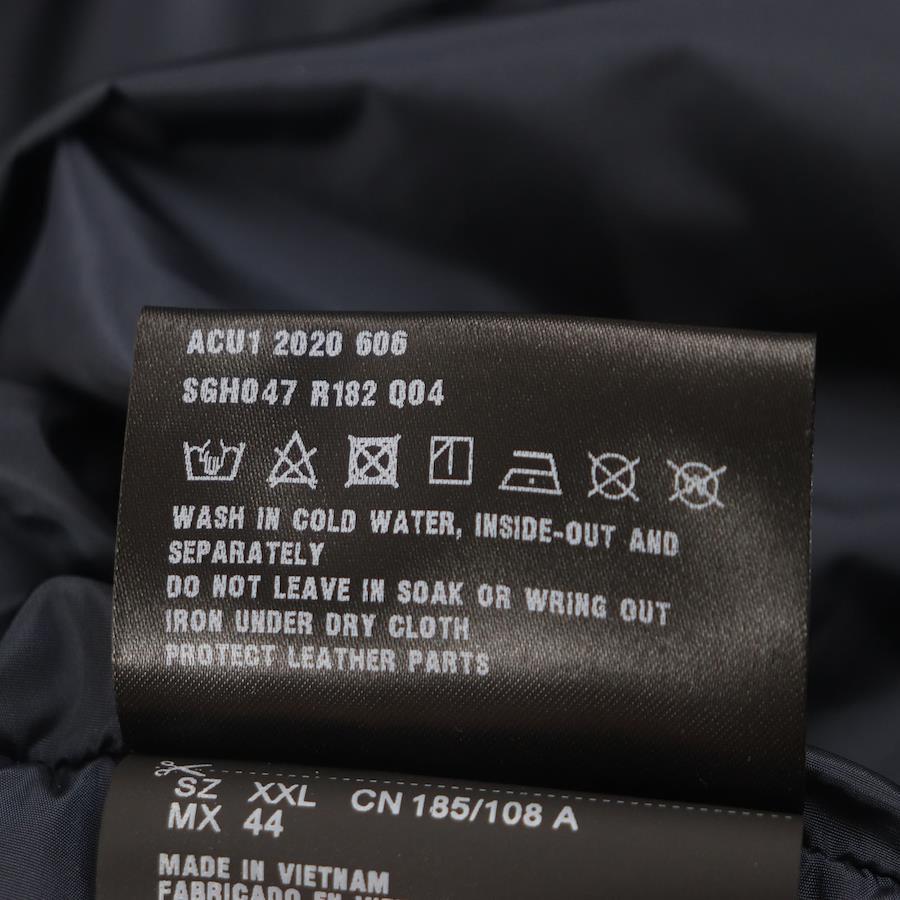 ACU1 2020 606
SGH047 R182 Q04
WASH IN COLD WATER, INSIDE-OUT AND
SEPARATELY
DO NOT LEAVE IN SOAK OR WRING OUT
IRON UNDER DRY CLOTH
PROTECT LEATHER PARTS
SZ XXL CN 185/108 A
MX 44
MADE IN VIETNAM
FABRICADO EN